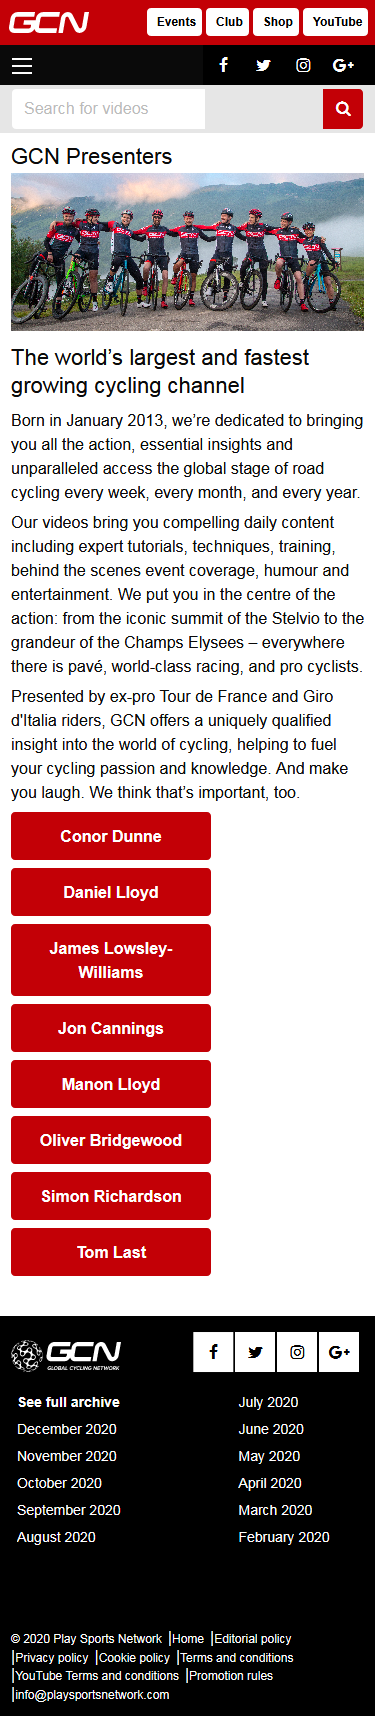 GCN
Events Club Shop YouTube
Search for videos
GCN Presenters
The world’s largest and fastest
growing cycling channel
Born in January 2013, we’re dedicated to bringing
you all the action, essential insights and
unparalleled access the global stage of road
cycling every week, every month, and every year.
Our videos bring you compelling daily content
including expert tutorials, techniques, training,
behind the scenes event coverage, humour and
entertainment. We put you in the centre of the
action: from the iconic summit of the Stelvio to the
grandeur of the Champs Elysees – everywhere
there is pavé, world-class racing, and pro cyclists.
Presented by ex-pro Tour de France and Giro
d'Italia riders, GCN offers a uniquely qualified
insight into the world of cycling, helping to fuel
your cycling passion and knowledge. And make
you laugh. We think that’s important, too.
Conor Dunne
Daniel Lloyd
James Lowsley-
Williams
Jon Cannings
Manon Lloyd
Oliver Bridgewood
Simon Richardson
Tom Last
GCN
GLOBAL CYCLING NETWORK
See full archive
December 2020
November 2020
October 2020
September 2020
August 2020
July 2020
June 2020
May 2020
April 2020
March 2020
February 2020
© 2020 Play Sports Network |Home |Editorial policy
|Privacy policy |Cookie policy |Terms and conditions
|YouTube Terms and conditions |Promotion rules
|info@playsportsnetwork.com